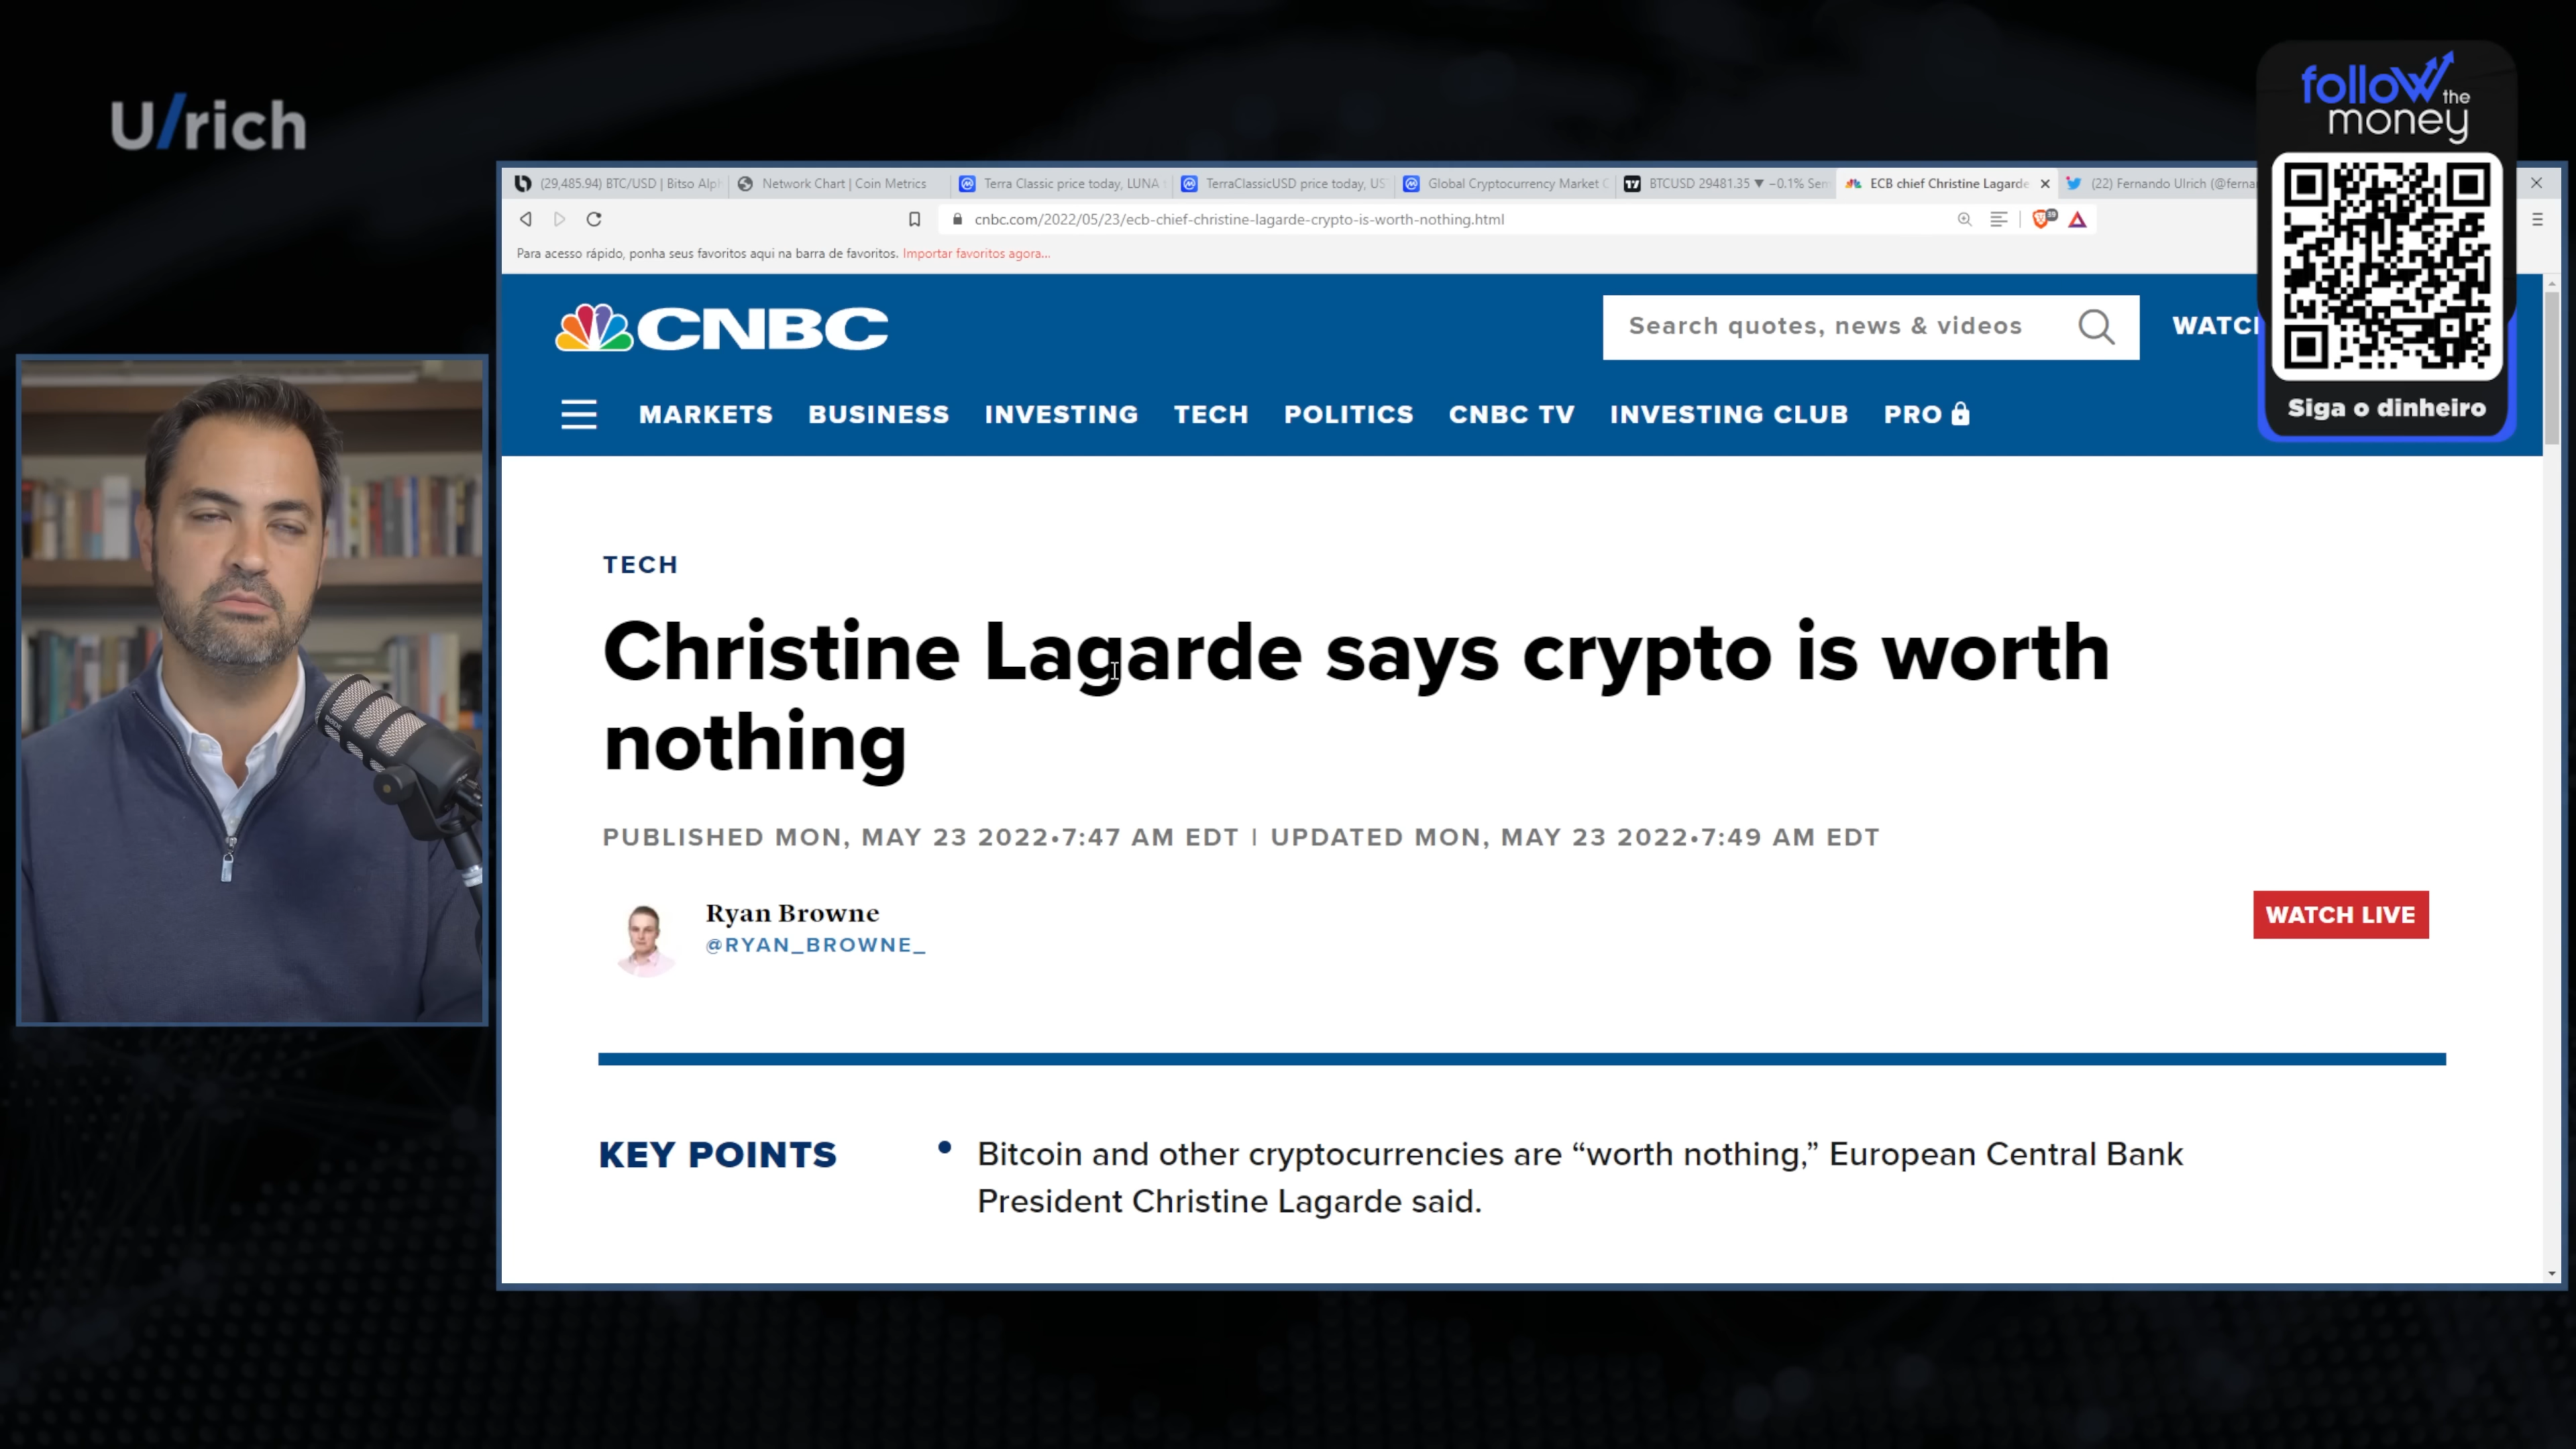 U/rich
follow the money
Siga o dinheiro
(29,485.94) BTC/USD | Bitso Alp
Network Chart | Coin Metrics
Terra Classic price today, LUNA
TerraClassicUSD price today, US
Global Cryptocurrency Market C
BTCUSD 29481.35 ▼ −0.1% Sem
ECB chief Christine Lagarde
(22) Fernando Ulrich (@ferna
cnbc.com/2022/05/23/ecb-chief-christine-lagarde-crypto-is-worth-nothing.html
39
Para acesso rápido, ponha seus favoritos aqui na barra de favoritos. Importar favoritos agora...
CNBC
Search quotes, news & videos
WATCH
MARKETS BUSINESS INVESTING TECH POLITICS CNBC TV INVESTING CLUB PRO
TECH
Christine Lagarde says crypto is worth
nothing
PUBLISHED MON, MAY 23 2022•7:47 AM EDT | UPDATED MON, MAY 23 2022•7:49 AM EDT
Ryan Browne
@RYAN_BROWNE_
WATCH LIVE
KEY POINTS
• Bitcoin and other cryptocurrencies are “worth nothing,” European Central Bank
President Christine Lagarde said.